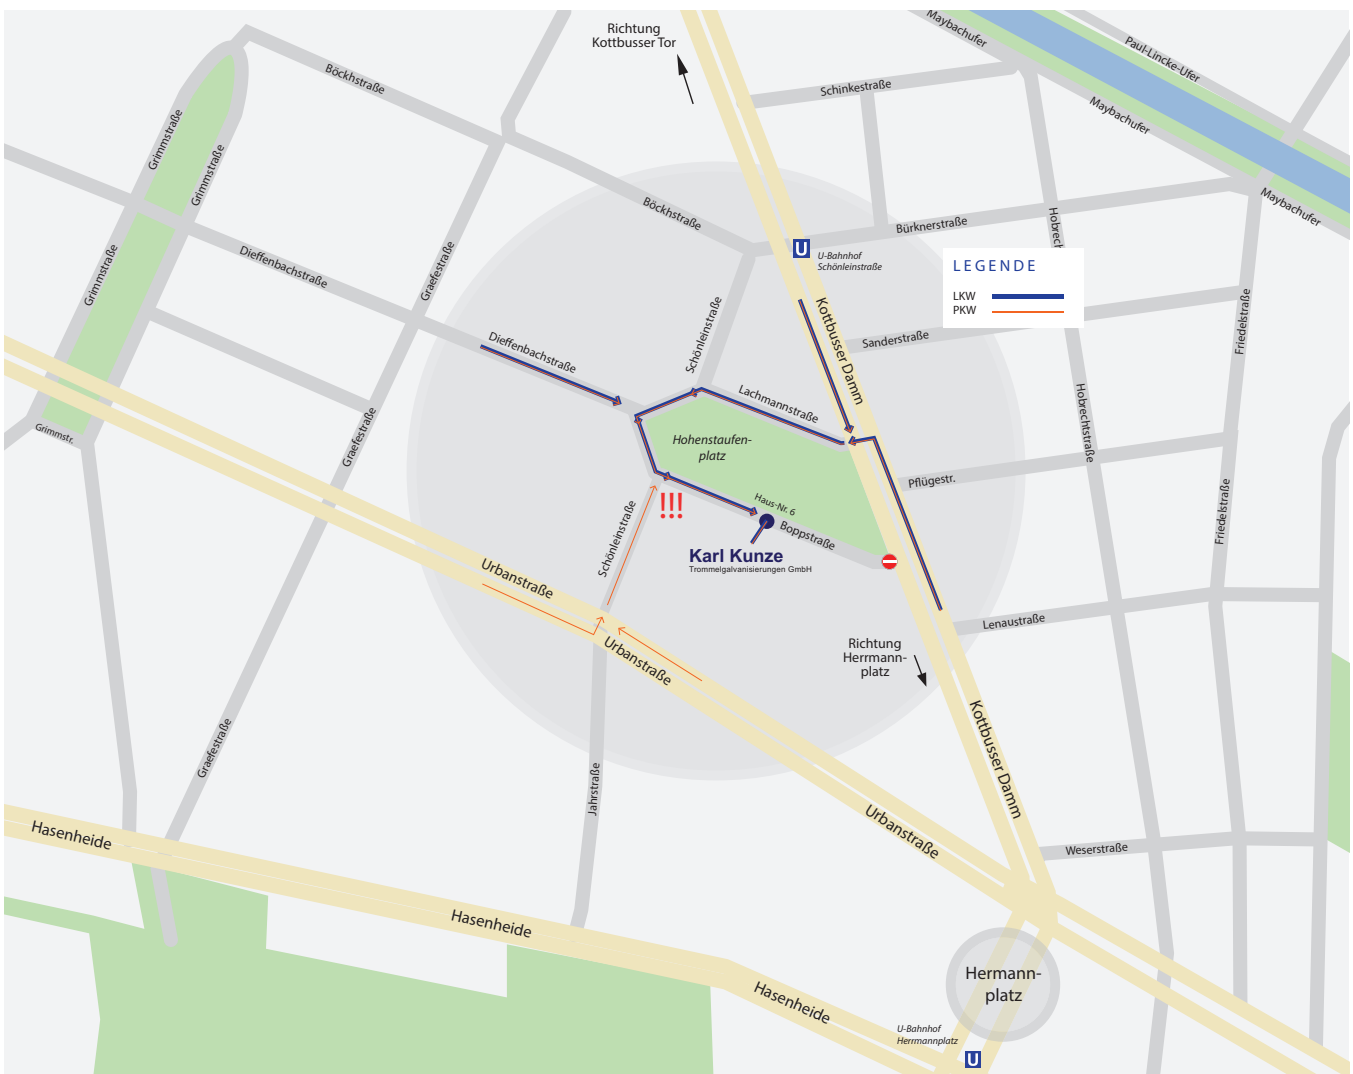 Richtung
Kottbusser Tor
Maybachufer
Paul-Lincke-Ufer
Böckhstraße
Schinkestraße
Maybachufer
Grimmstraße
Grimmstraße
Maybachufer
Böckhstraße
Bürknerstraße
Hobrech
Dieffenbachstraße
Graefestraße
Grimmstraße
U
U-Bahnhof
Schönleinstraße
LEGENDE
LKW
PKW
Kottbusser Damm
Schönleinstraße
Sanderstraße
Friedelstraße
Dieffenbachstraße
Lachmannstraße
Hobrechtstraße
Grimmstr.
Graefestraße
Hohenstaufen-
platz
Pflügestr.
Friedelstraße
!!!
Haus-Nr. 6
Boppstraße
Schönleinstraße
Karl Kunze
Trommelgalvanisierungen GmbH
Urbanstraße
Lenaustraße
Urbanstraße
Richtung
Herrmann-
platz
Graefestraße
Jahrstraße
Kottbusser Damm
Urbanstraße
Weserstraße
Hasenheide
Hasenheide
Hermann-
platz
Hasenheide
U-Bahnhof
Herrmannplatz
U